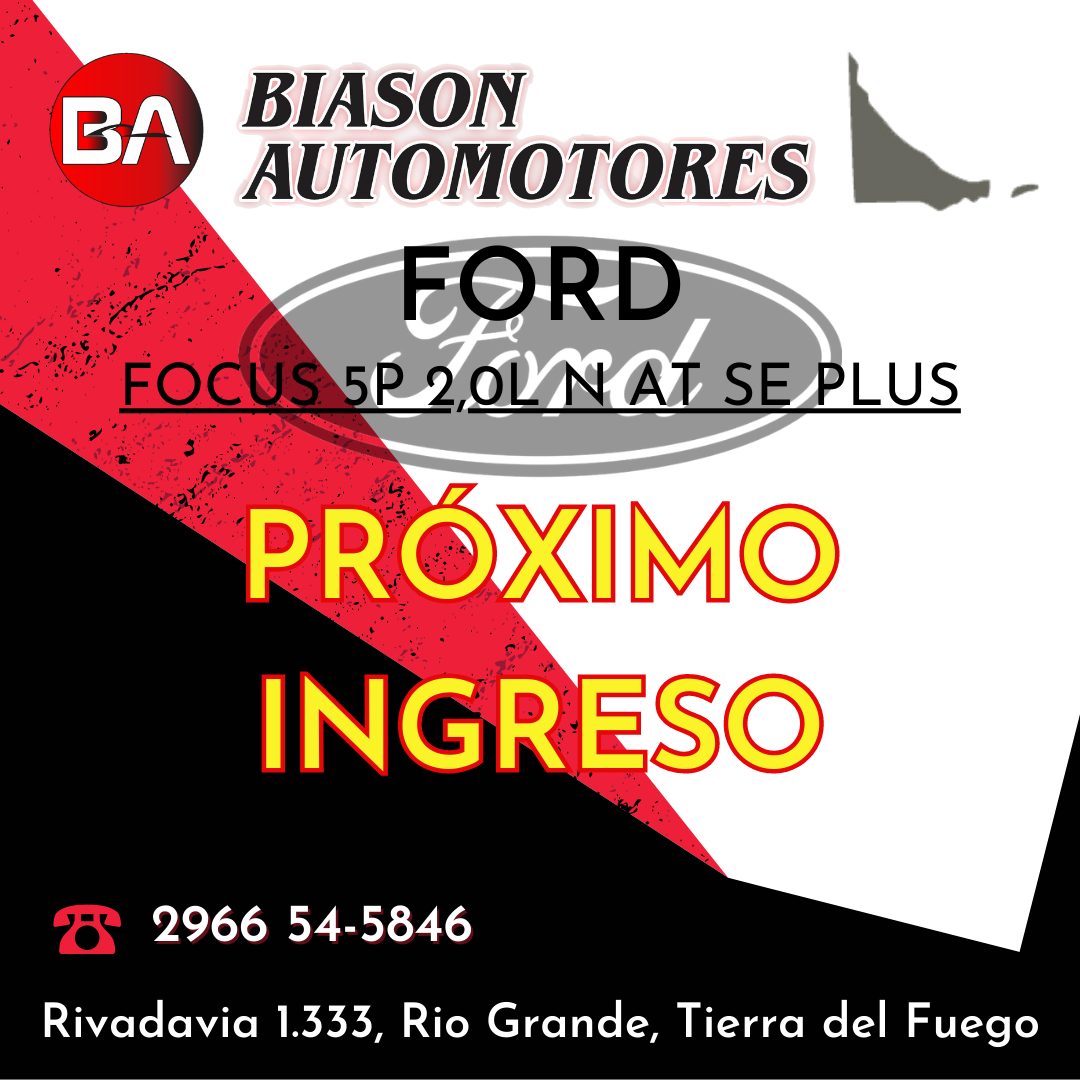 BA
BIASON
AUTOMOTORES
FORD
Ford
FOCUS 5P 2,0L N AT SE PLUS
PRÓXIMO
INGRESO
2966 54-5846
Rivadavia 1.333, Rio Grande, Tierra del Fuego